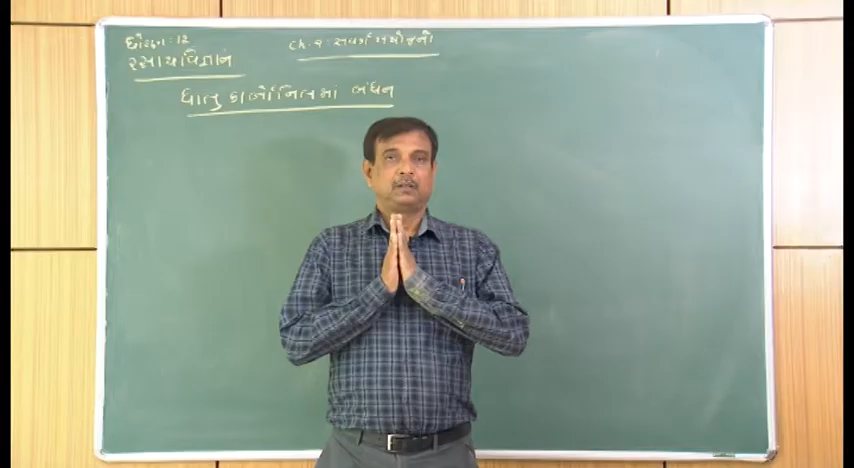 ધોરણ : 12
રસાયણવિજ્ઞાન
Ch. 9 : સવર્ગ સંયોજનો
ધાતુ કાર્બોનિલમાં બંધન